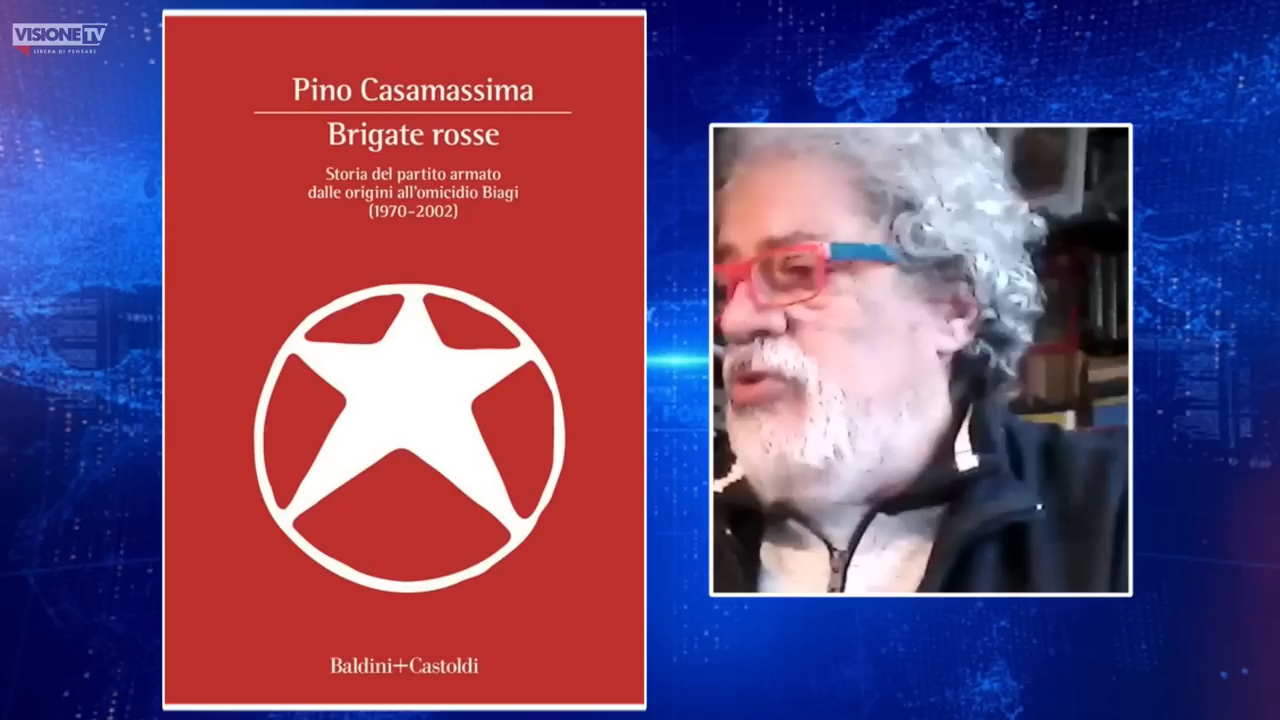 VISIONE TV
LIBERA DI PENSARE
Pino Casamassima
Brigate rosse
Storia del partito armato
dalle origini all'omicidio Biagi
(1970-2002)
Baldini+Castoldi